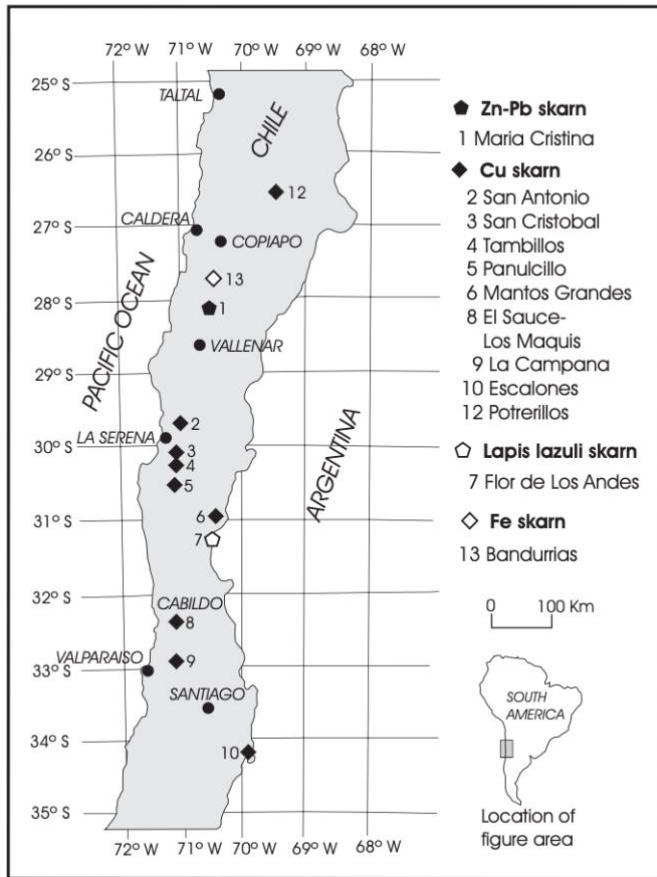 72° W 71° W 70° W 69° W 68° W
25° S
TALTAL
CHILE
26° S
12
27° S
CALDERA
COPIAPO
13
28° S
1
PACIFIC OCEAN
VALLENAR
29° S
2
30° S
LA SERENA
3
4
5
ARGENTINA
31° S
6
7
32° S
CABILDO
8
33° S
VALPARAISO
9
SANTIAGO
34° S
10
35° S
72° W 71° W 70° W 69° W 68° W
Zn-Pb skarn
1 Maria Cristina
Cu skarn
2 San Antonio
3 San Cristobal
4 Tambillos
5 Panulcillo
6 Mantos Grandes
8 El Sauce-
Los Maquis
9 La Campana
10 Escalones
12 Potrerillos
Lapis lazuli skarn
7 Flor de Los Andes
Fe skarn
13 Bandurrias
0 100 Km
SOUTH
AMERICA
Location of
figure area